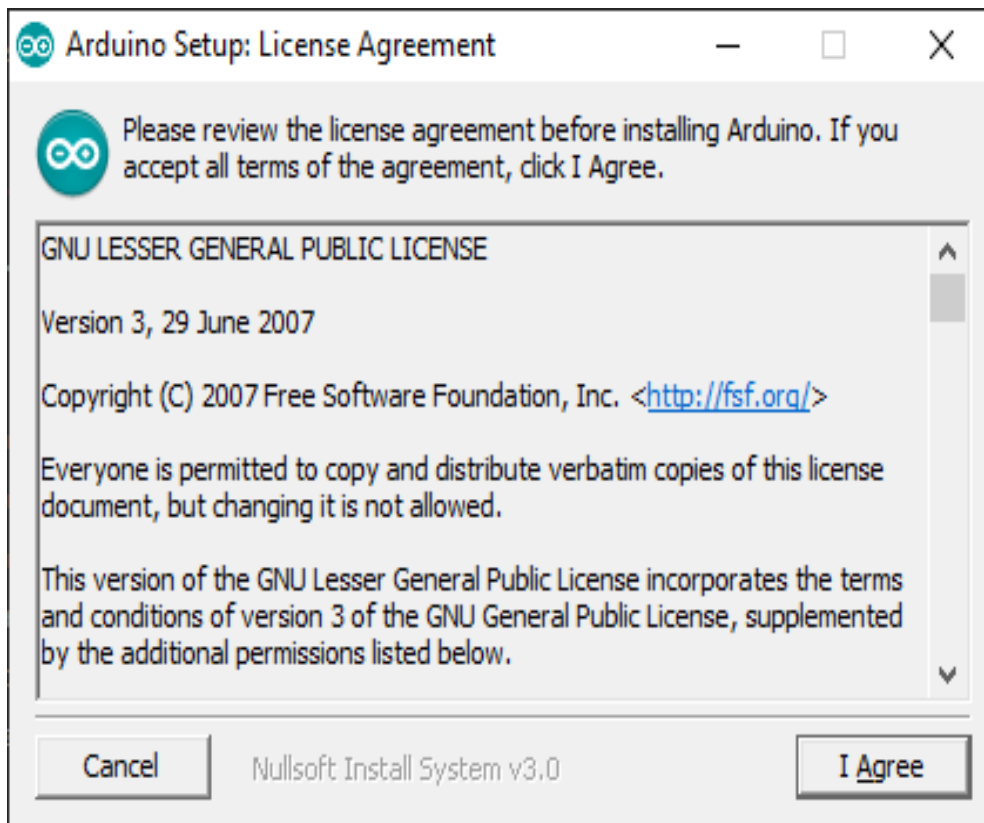 Arduino Setup: License Agreement
Please review the license agreement before installing Arduino. If you
accept all terms of the agreement, click I Agree.
GNU LESSER GENERAL PUBLIC LICENSE
Version 3, 29 June 2007
Copyright (C) 2007 Free Software Foundation, Inc. <http://fsf.org/>
Everyone is permitted to copy and distribute verbatim copies of this license
document, but changing it is not allowed.
This version of the GNU Lesser General Public License incorporates the terms
and conditions of version 3 of the GNU General Public License, supplemented
by the additional permissions listed below.
Cancel
Nullsoft Install System v3.0
I Agree